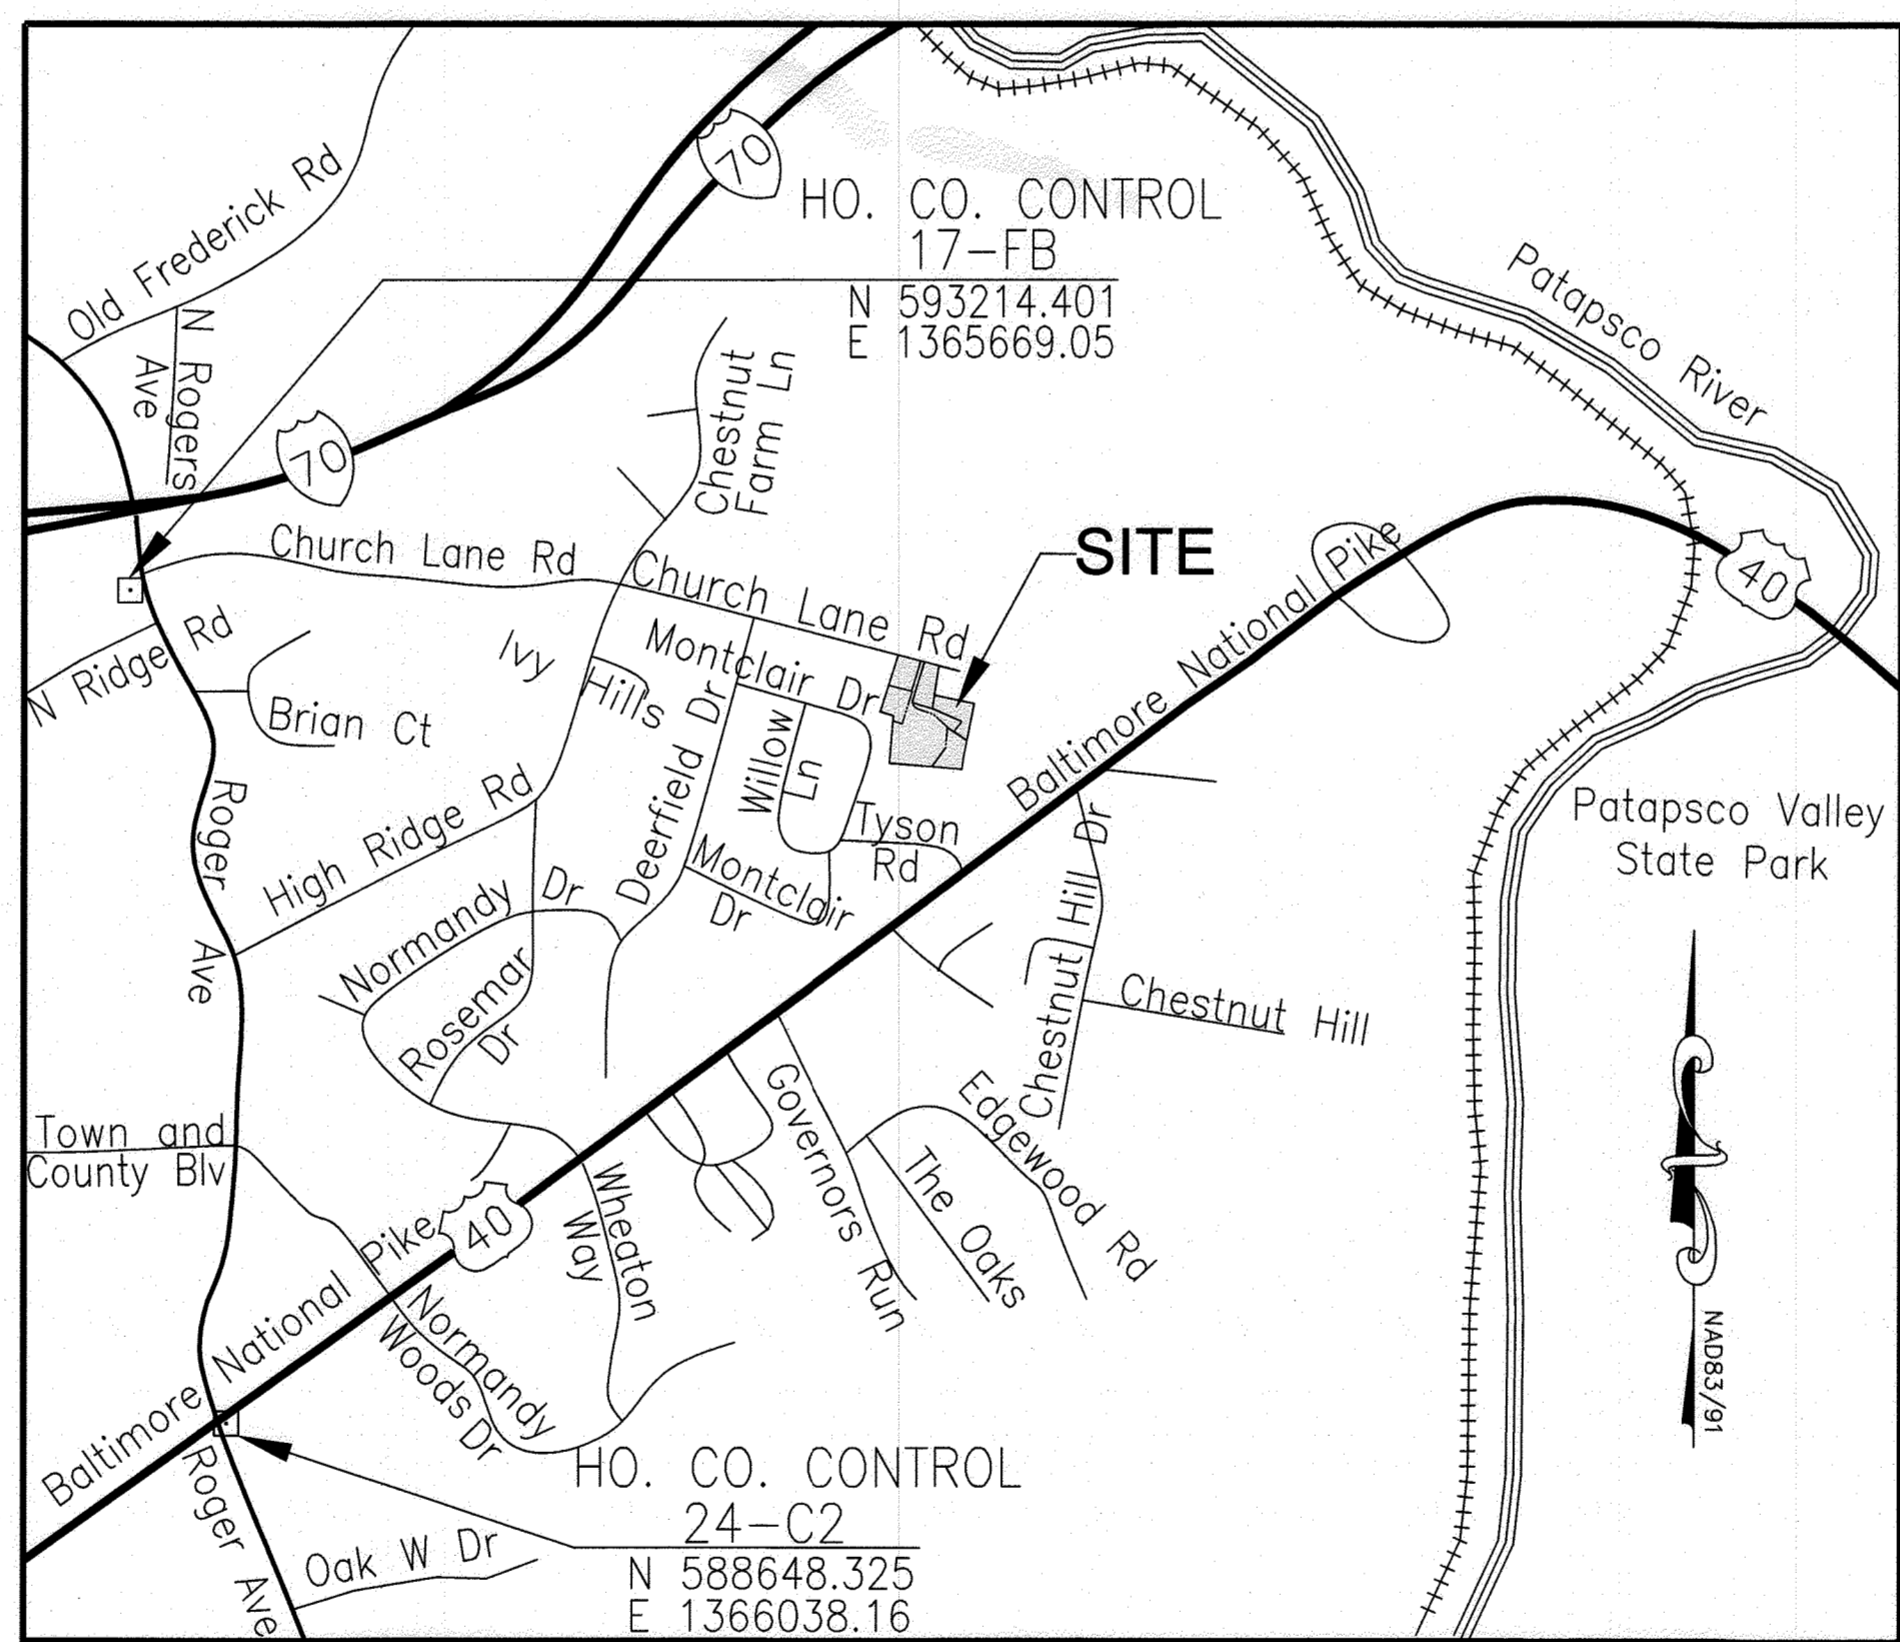 70
HO. CO. CONTROL
17-FB
N 593214.401
E 1365669.05
Old Frederick Rd
N Rogers
Ave
70
Chestnut
Farm Ln
Patapsco River
Church Lane Rd
Church Lane Rd
SITE
Baltimore National Pike
40
N Ridge Rd
Brian Ct
Ivy
Hills
Montclair Dr
Deerfield Dr
Willow
Ln
Tyson
Rd
Montclair
Dr
Roger
Ave
High Ridge Rd
Normandy Dr
Rosemar
Dr
Chestnut Hill Dr
Chestnut Hill
Patapsco Valley
State Park
Town and
County Blv
Governors Run
The Oaks
Edgewood Rd
Wheaton
Way
Baltimore National Pike
40
Normandy
Woods Dr
NAD83/91
HO. CO. CONTROL
24-C2
N 588648.325
E 1366038.16
Roger Ave
Oak W Dr